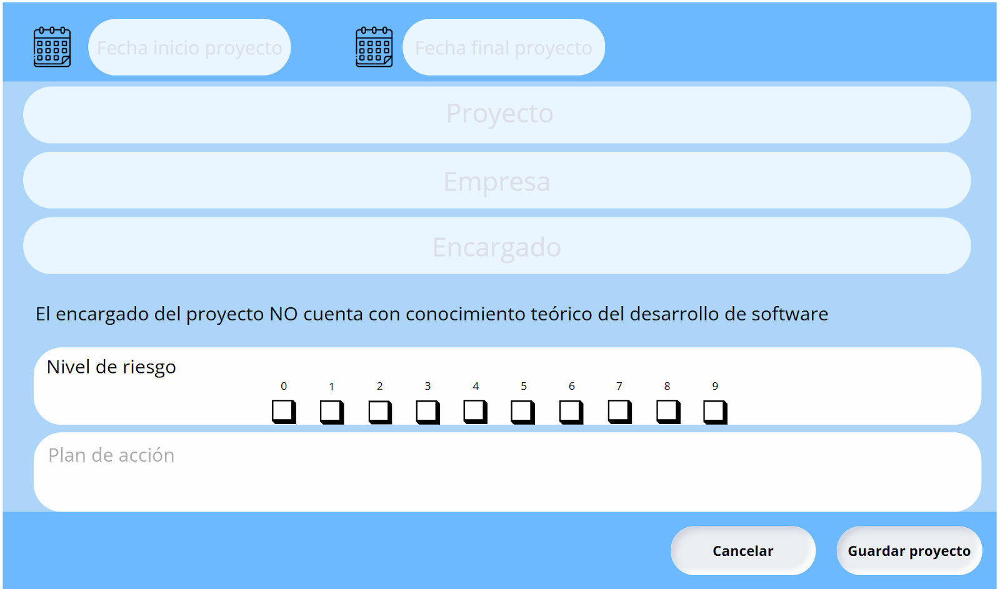 Fecha inicio proyecto Fecha final proyecto
Proyecto
Empresa
Encargado
El encargado del proyecto NO cuenta con conocimiento teórico del desarrollo de software
Nivel de riesgo
0 1 2 3 4 5 6 7 8 9
Plan de acción
Cancelar Guardar proyecto